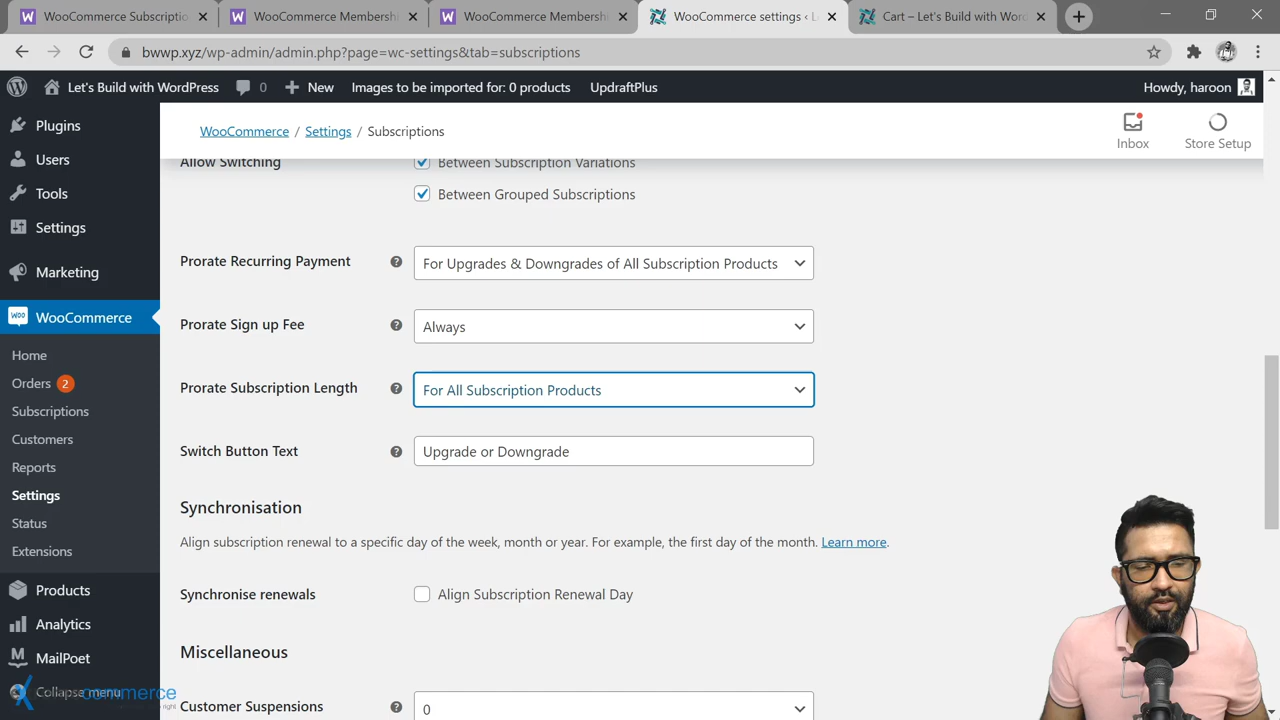 WooCommerce Subscriptio
WooCommerce Membership
WooCommerce Membership
WooCommerce settings ‹ L
Cart – Let's Build with Word
bwwp.xyz/wp-admin/admin.php?page=wc-settings&tab=subscriptions
Let's Build with WordPress
0
New
Images to be imported for: 0 products
UpdraftPlus
Howdy, haroon
Plugins
Users
Tools
Settings
Marketing
WooCommerce
Home
Orders 2
Subscriptions
Customers
Reports
Settings
Status
Extensions
Products
Analytics
MailPoet
Collapse menu
commerce
WooCommerce / Settings / Subscriptions
Inbox
Store Setup
Allow Switching
Between Subscription Variations
Between Grouped Subscriptions
Prorate Recurring Payment
For Upgrades & Downgrades of All Subscription Products
Prorate Sign up Fee
Always
Prorate Subscription Length
For All Subscription Products
Switch Button Text
Upgrade or Downgrade
Synchronisation
Align subscription renewal to a specific day of the week, month or year. For example, the first day of the month. Learn more.
Synchronise renewals
Align Subscription Renewal Day
Miscellaneous
Customer Suspensions
0